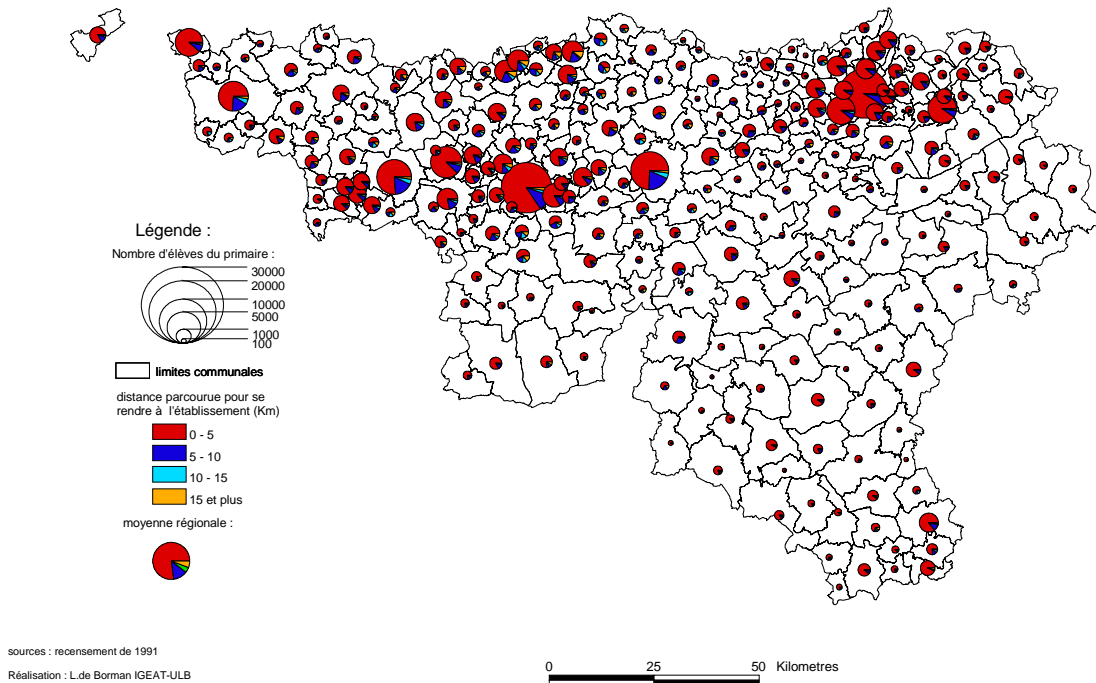 Légende :
Nombre d'élèves du primaire :
30000
20000
10000
5000
1000
100
limites communales
distance parcourue pour se
rendre à l'établissement (Km)
0 - 5
5 - 10
10 - 15
15 et plus
moyenne régionale :
sources : recensement de 1991
Réalisation : L.de Borman IGEAT-ULB
0 25 50 Kilometres